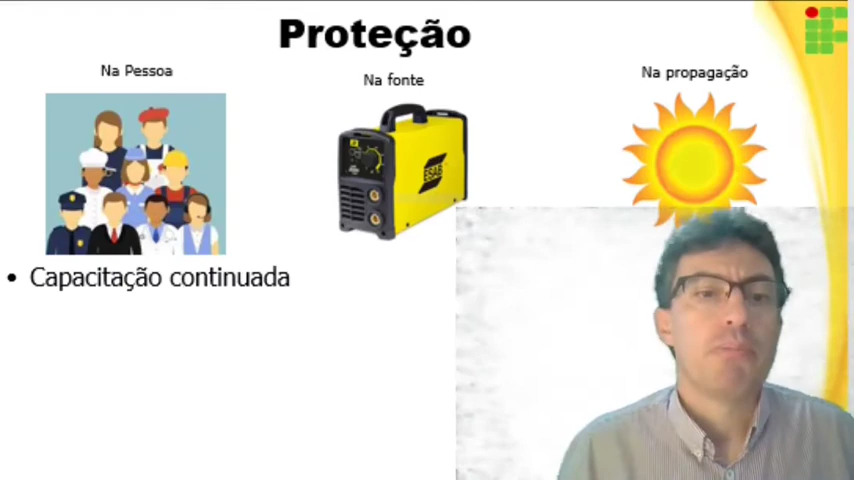 Proteção
Na Pessoa
Na fonte
Na propagação
ESAB
• Capacitação continuada